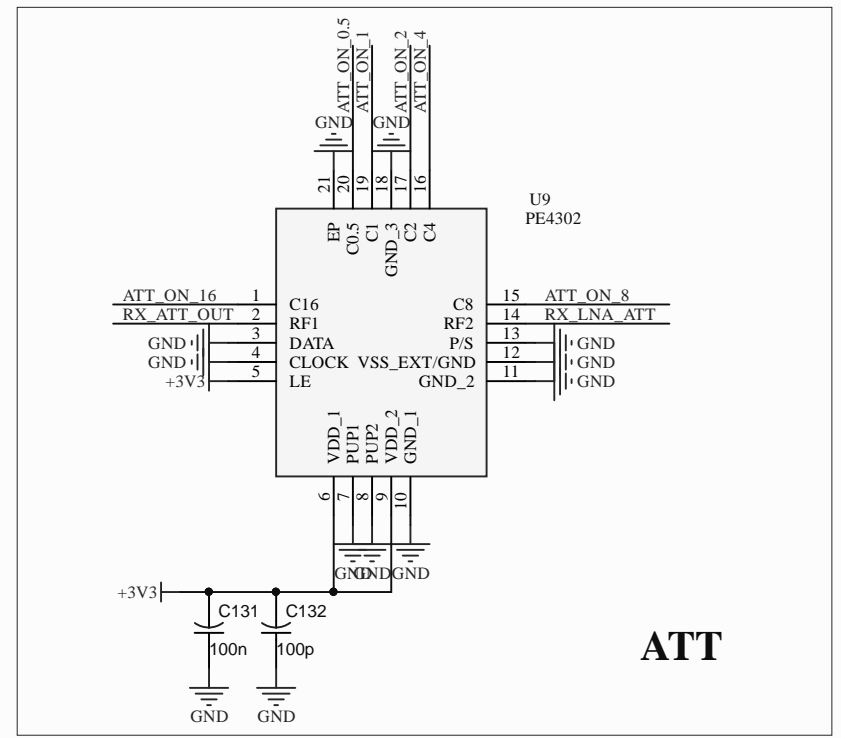 ATT_ON_0.5
ATT_ON_1
ATT_ON_2
ATT_ON_4
GND
GND
21
20
19
18
17
16
U9
PE4302
EP
C0.5
C1
GND_3
C2
C4
ATT_ON_16 1 C16
RX_ATT_OUT 2 RF1
GND 3 DATA
GND 4 CLOCK
+3V3 5 LE
C8 15 ATT_ON_8
RF2 14 RX_LNA_ATT
P/S 13 GND
VSS_EXT/GND 12 GND
GND_2 11 GND
VDD_1
PUP1
PUP2
VDD_2
GND_1
6
7
8
9
10
GND
GND
GND
+3V3
C131
100n
C132
100p
GND
GND
ATT